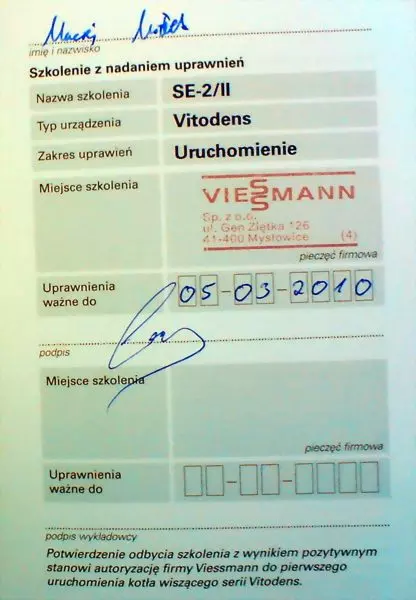 Maciej
imię i nazwisko
Szkolenie z nadaniem uprawnień
Nazwa szkolenia SE-2/II
Typ urządzenia Vitodens
Zakres uprawień Uruchomienie
Miejsce szkolenia
VIESSMANN
Sp. z o.o.
ul. Gen Ziętka 126
41-400 Mysłowice (4)
pieczęć firmowa
Uprawnienia
ważne do 05-03-2010
podpis
Miejsce szkolenia
pieczęć firmowa
Uprawnienia
ważne do
podpis wykładowcy
Potwierdzenie odbycia szkolenia z wynikiem pozytywnym
stanowi autoryzację firmy Viessmann do pierwszego
uruchomienia kotła wiszącego serii Vitodens.